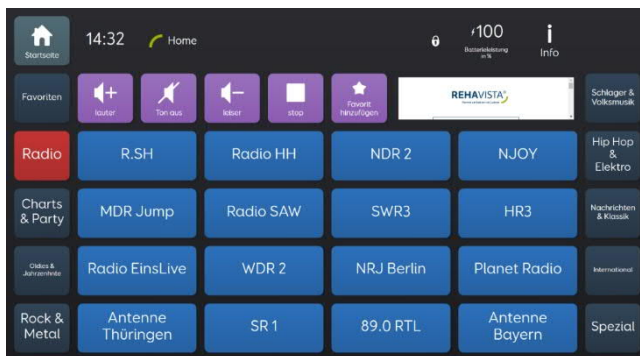 Startseite
14:32
Home
100
Batterieleistung
in %
Info
Favoriten
lauter
Ton aus
leiser
stop
Favorit
hinzufügen
REHAVISTA
Schlager &
Volksmusik
Radio
R.SH
Radio HH
NDR 2
NJOY
Hip Hop
&
Elektro
Charts
& Party
MDR Jump
Radio SAW
SWR3
HR3
Nachrichten
& Klassik
Oldies &
Jahrzehnte
Radio EinsLive
WDR 2
NRJ Berlin
Planet Radio
International
Rock &
Metal
Antenne
Thüringen
SR 1
89.0 RTL
Antenne
Bayern
Spezial